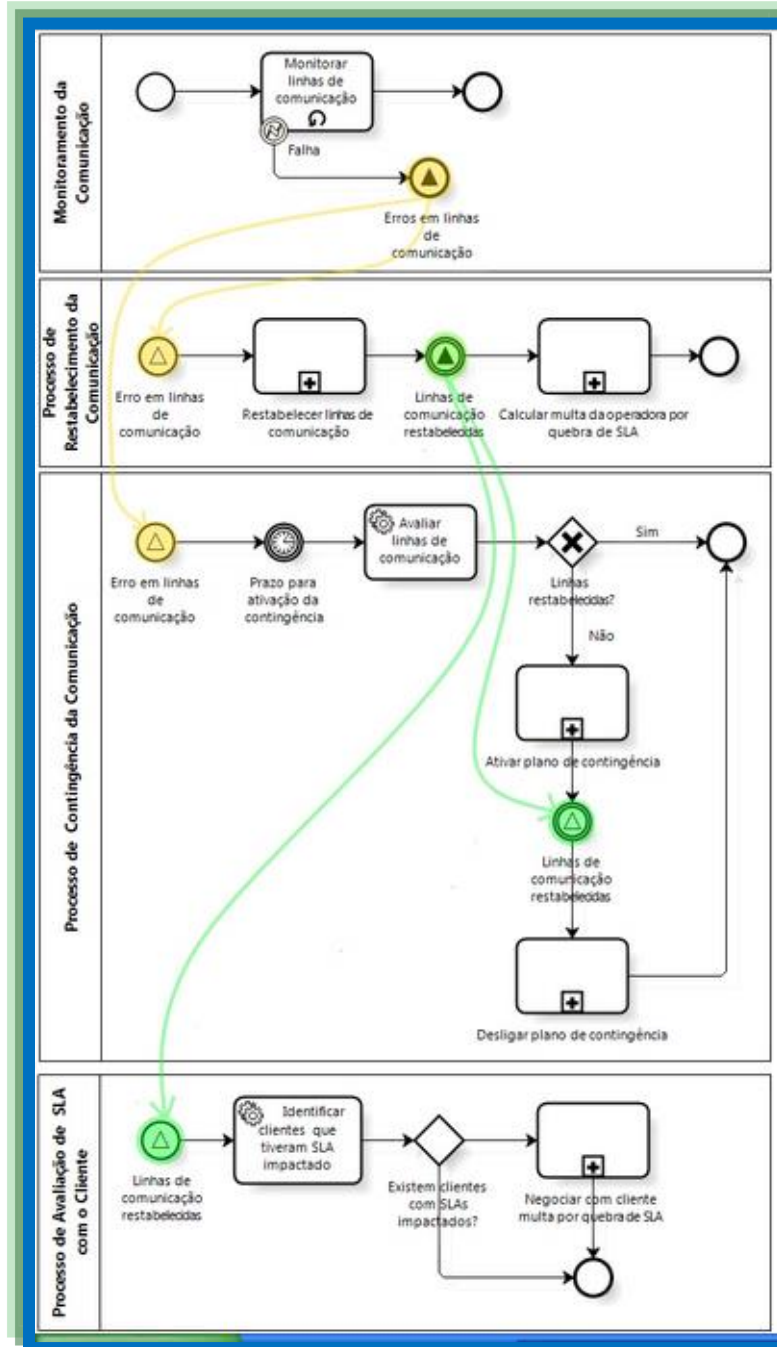 Monitoramento da
Comunicação
Monitorar
linhas de
comunicação
Falha
Erros em linhas
de
comunicação
Processo de
Restabelecimento da
Comunicação
Erro em linhas
de
comunicação
Restabelecer linhas de
comunicação
Linhas de
comunicação
restabelecidas
Calcular multa da operadora por
quebra de SLA
Processo de Contingência da Comunicação
Erro em linhas
de
comunicação
Prazo para
ativação da
contingência
Avaliar
linhas de
comunicação
Linhas
restabelecidas?
Sim
Não
Ativar plano de contingência
Linhas de
comunicação
restabelecidas
Desligar plano de contingência
Processo de Avaliação de SLA
com o Cliente
Linhas de
comunicação
restabelecidas
Identificar
clientes que
tiveram SLA
impactado
Existem clientes
com SLAs
impactados?
Negociar com cliente
multa por quebra de SLA